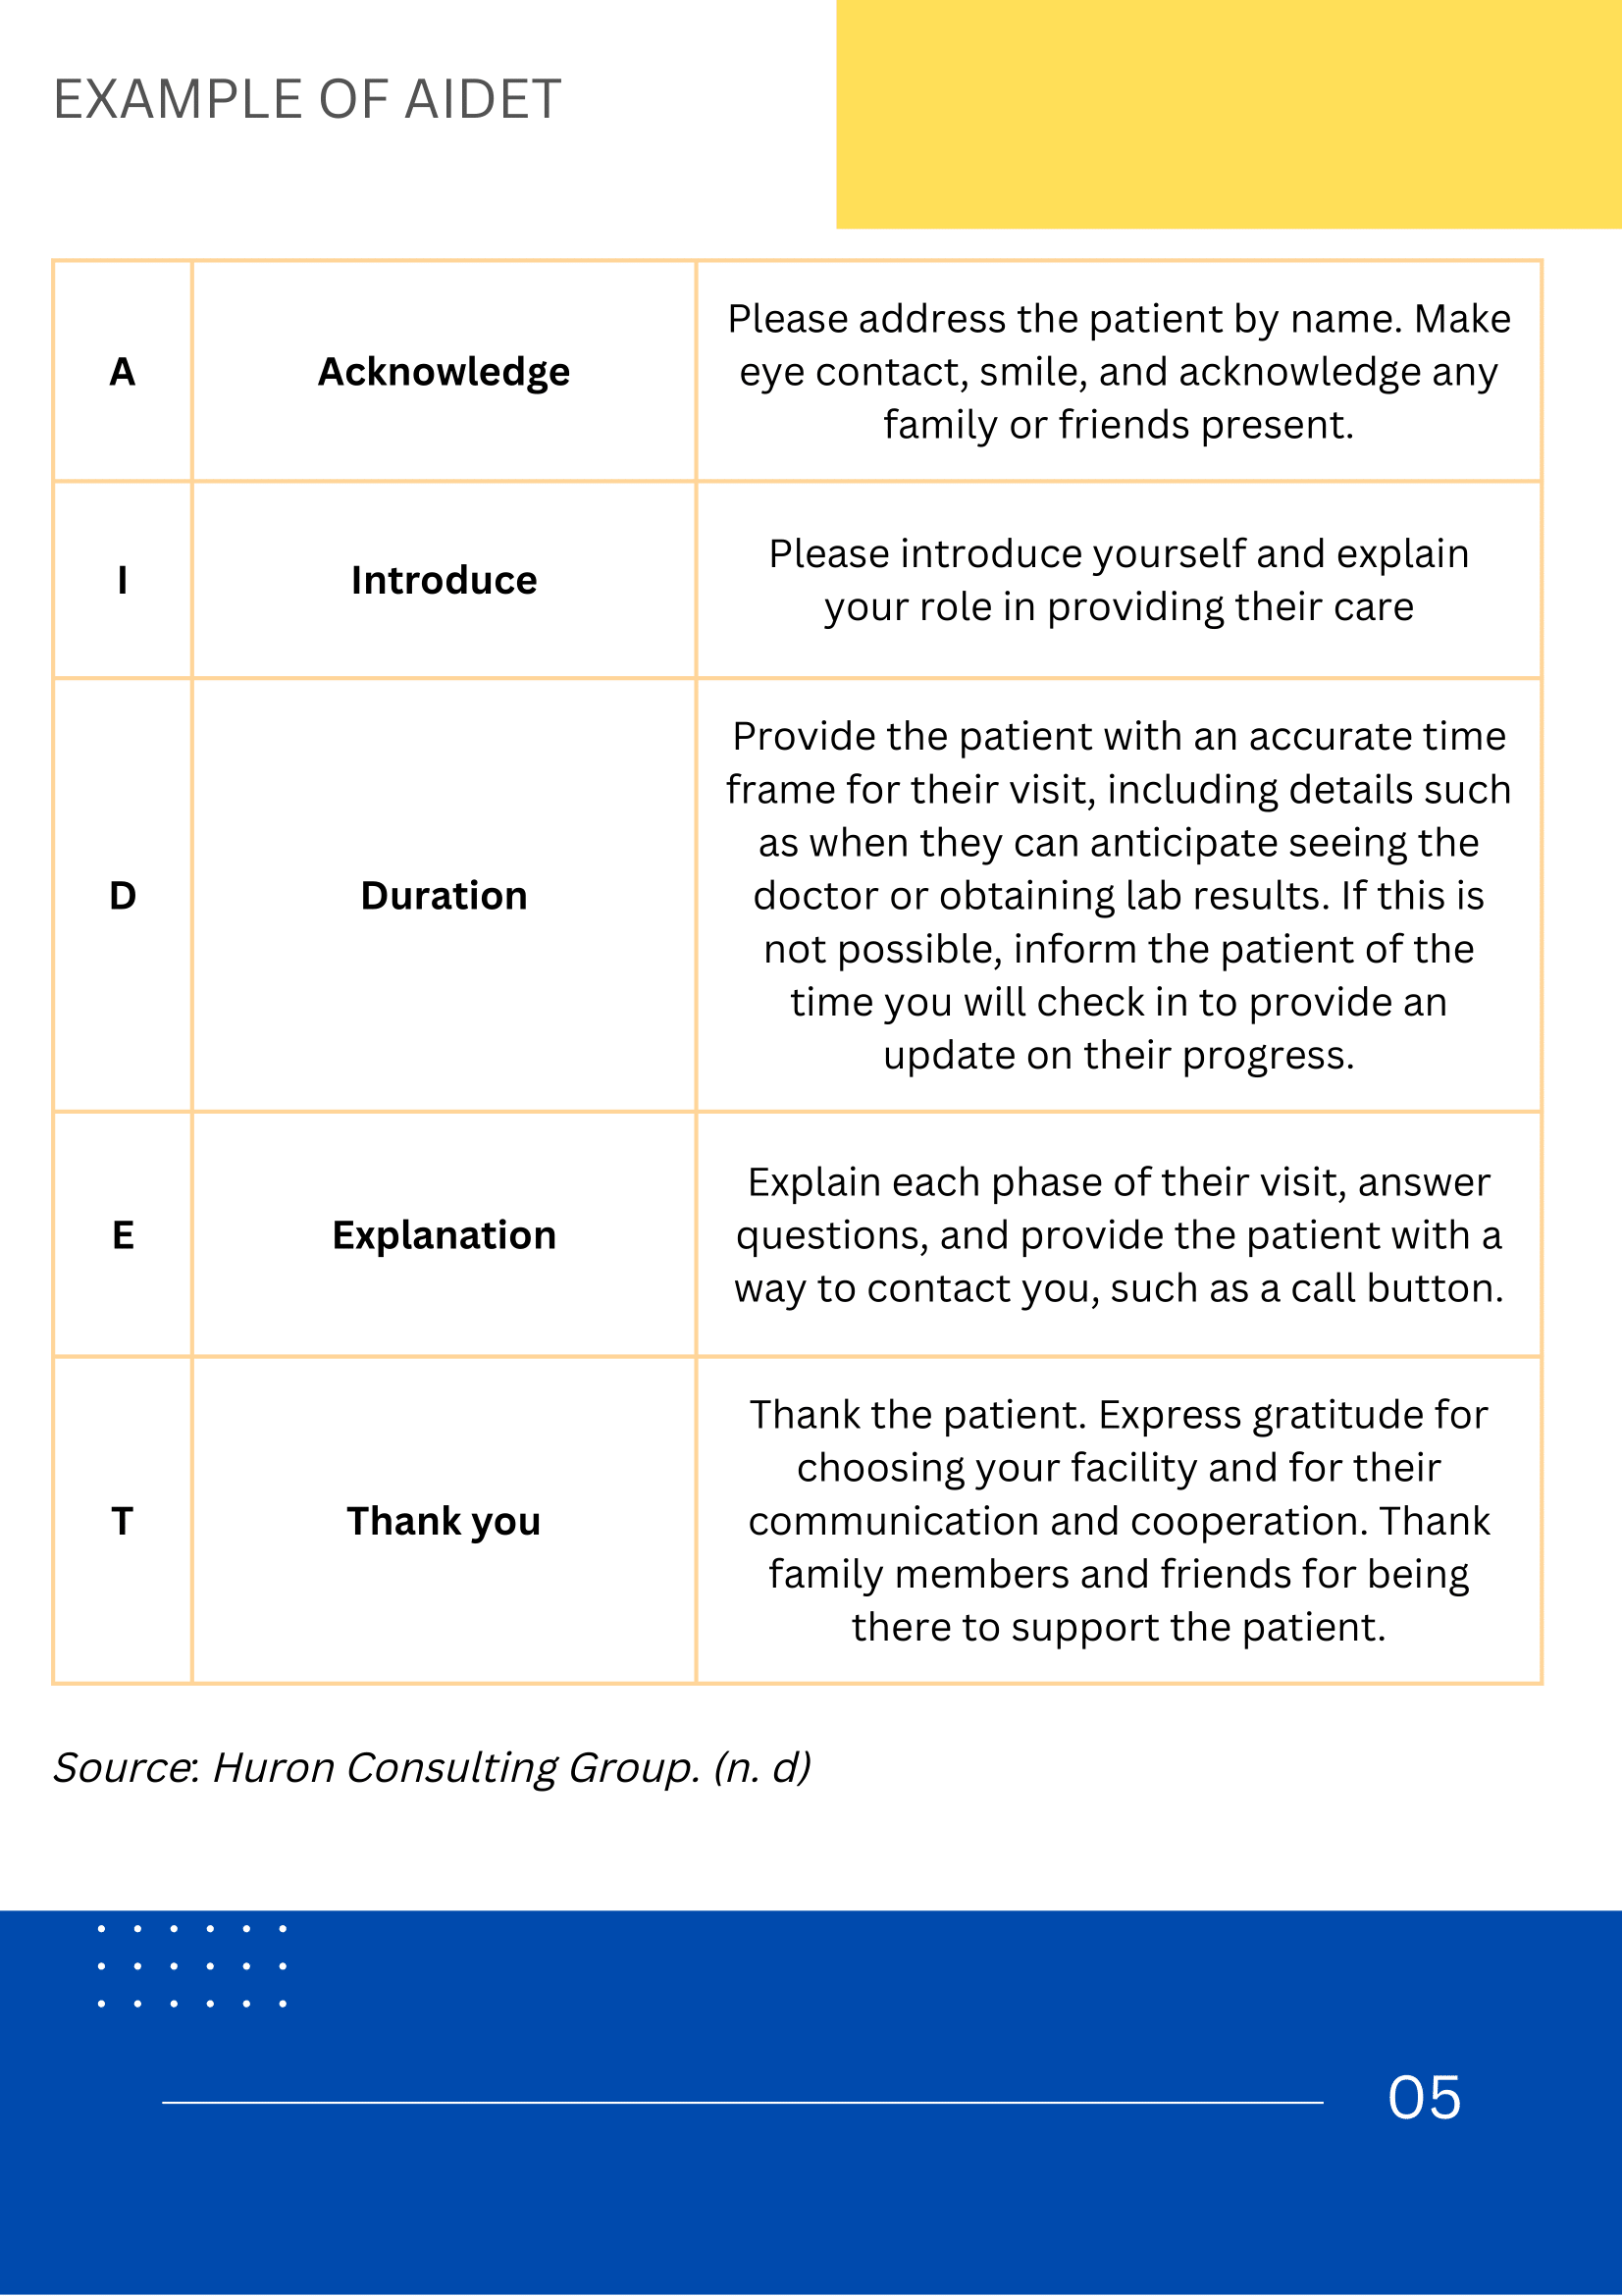 EXAMPLE OF AIDET
A
Acknowledge
Please address the patient by name. Make
eye contact, smile, and acknowledge any
family or friends present.
I
Introduce
Please introduce yourself and explain
your role in providing their care
D
Duration
Provide the patient with an accurate time
frame for their visit, including details such
as when they can anticipate seeing the
doctor or obtaining lab results. If this is
not possible, inform the patient of the
time you will check in to provide an
update on their progress.
E
Explanation
Explain each phase of their visit, answer
questions, and provide the patient with a
way to contact you, such as a call button.
T
Thank you
Thank the patient. Express gratitude for
choosing your facility and for their
communication and cooperation. Thank
family members and friends for being
there to support the patient.
Source: Huron Consulting Group. (n. d)
05